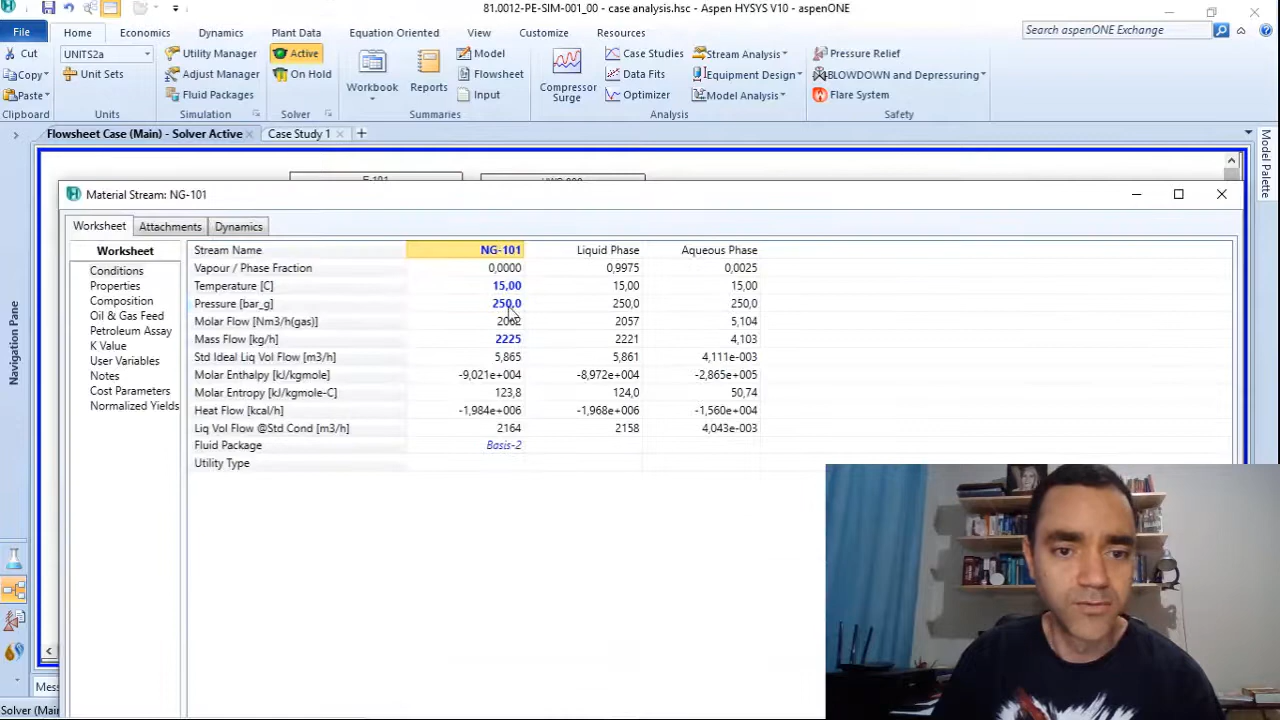 81.0012-PE-SIM-001_00 - case analysis.hsc - Aspen HYSYS V10 - aspenONE
File Home Economics Dynamics Plant Data Equation Oriented View Customize Resources Search aspenONE Exchange
Cut UNITS2a Utility Manager Active Model Case Studies Stream Analysis Pressure Relief
Copy Unit Sets Adjust Manager On Hold Workbook Reports Flowsheet Compressor Surge Data Fits Equipment Design BLOWDOWN and Depressuring
Paste Fluid Packages Input Optimizer Model Analysis Flare System
Clipboard Units Simulation Solver Summaries Analysis Safety
Flowsheet Case (Main) - Solver Active Case Study 1
Model Palette
Navigation Pane
Material Stream: NG-101
Worksheet Attachments Dynamics
Worksheet
Conditions
Properties
Composition
Oil & Gas Feed
Petroleum Assay
K Value
User Variables
Notes
Cost Parameters
Normalized Yields
Stream Name NG-101 Liquid Phase Aqueous Phase
Vapour / Phase Fraction 0,0000 0,9975 0,0025
Temperature [C] 15,00 15,00 15,00
Pressure [bar_g] 250,0 250,0 250,0
Molar Flow [Nm3/h(gas)] 2062 2057 5,104
Mass Flow [kg/h] 2225 2221 4,103
Std Ideal Liq Vol Flow [m3/h] 5,865 5,861 4,111e-003
Molar Enthalpy [kJ/kgmole] -9,021e+004 -8,972e+004 -2,865e+005
Molar Entropy [kJ/kgmole-C] 123,8 124,0 50,74
Heat Flow [kcal/h] -1,984e+006 -1,968e+006 -1,560e+004
Liq Vol Flow @Std Cond [m3/h] 2164 2158 4,043e-003
Fluid Package Basis-2
Utility Type
Mess
Solver (Mai